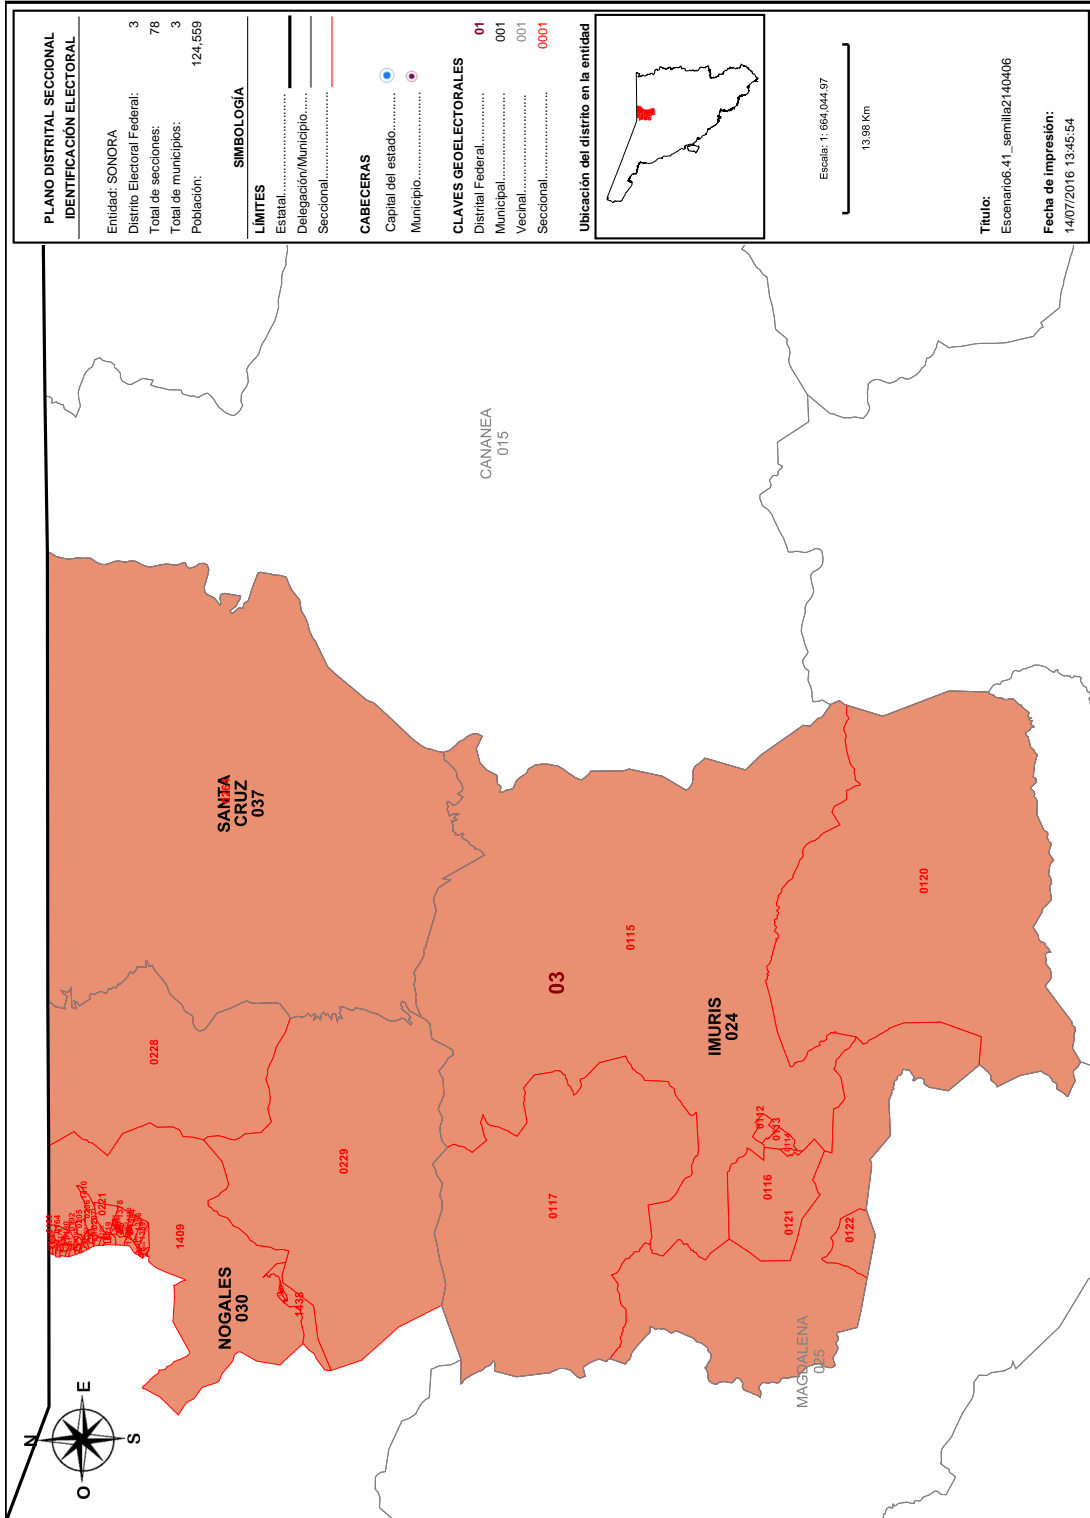 PLANO DISTRITAL SECCIONAL
IDENTIFICACIÓN ELECTORAL
Entidad: SONORA
Distrito Electoral Federal: 3
Total de secciones: 78
Total de municipios: 3
Población: 124,559
SIMBOLOGÍA
LÍMITES
Estatal
Delegación/Municipio
Seccional
CABECERAS
Capital del estado
Municipio
CLAVES GEOELECTORALES
Distrital Federal 01
Municipal 001
Vecinal 001
Seccional 0001
Ubicación del distrito en la entidad
Escala: 1: 664,044.97
13.98 Km
Título:
Escenario6.41_semilla2140406
Fecha de impresión:
14/07/2016 13:45:54
N
O
E
S
CANANEA
015
SANTA
CRUZ
037
0228
0221
1409
NOGALES
030
0229
1438
03
0115
0117
IMURIS
024
0112
0113
0114
0116
0121
0122
0120
MAGDALENA
025